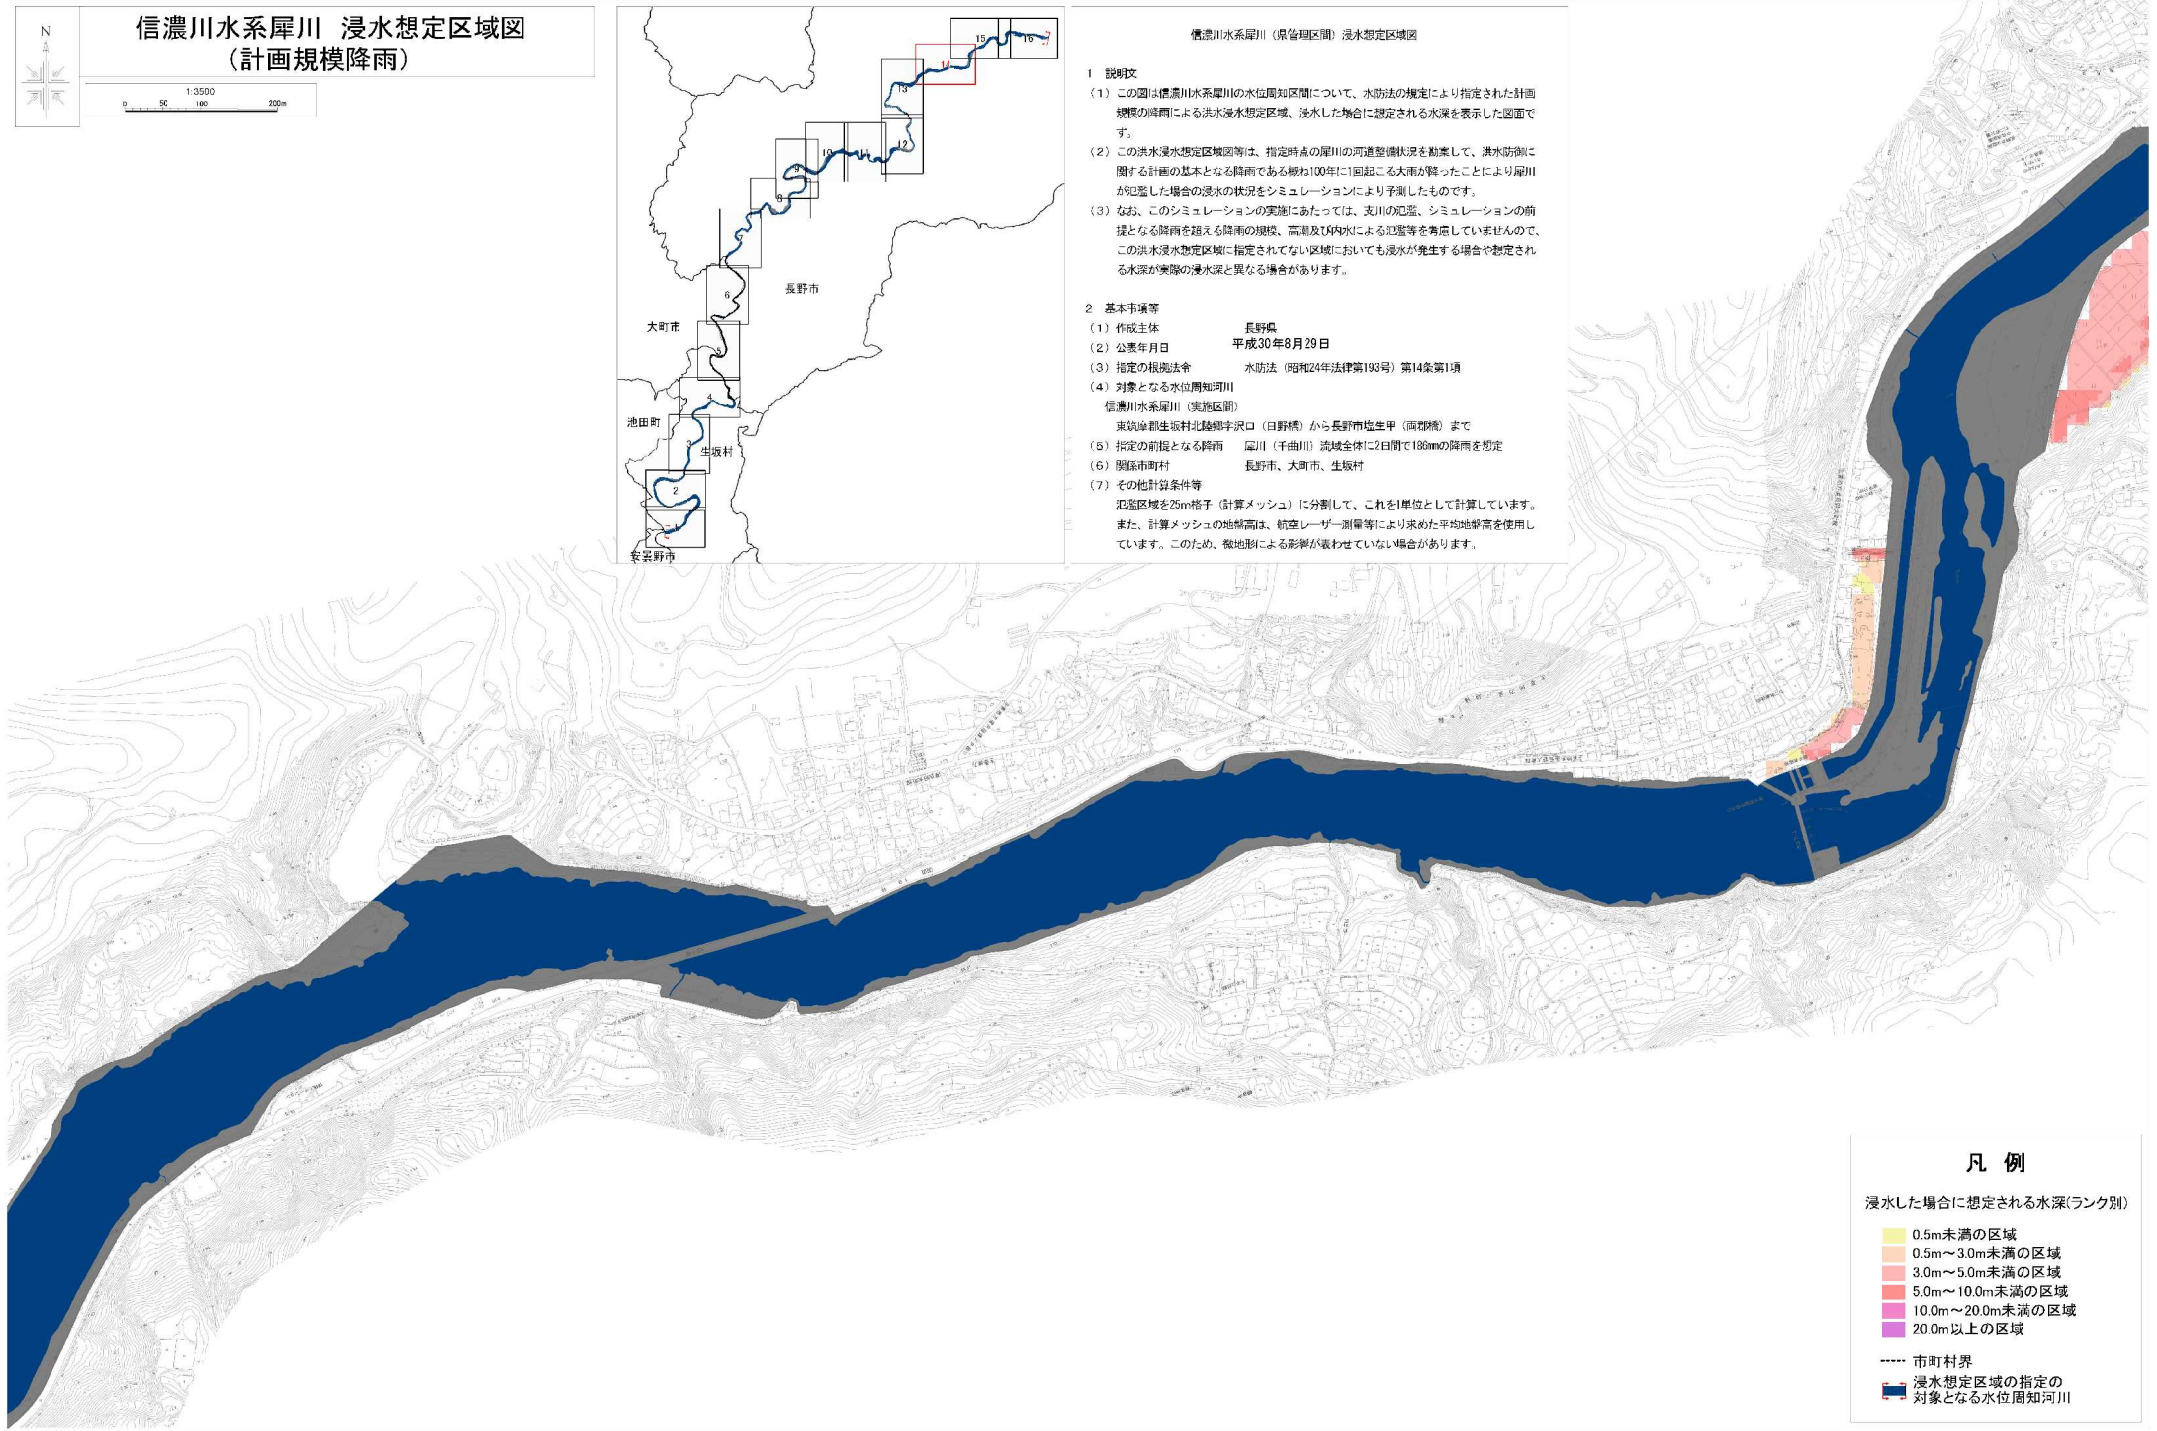 信濃川水系犀川 浸水想定区域図
(計画規模降雨)
N
1:3500
0 50 100 200m
15
16
14
13
12
11
10
9
8
7
6
5
4
3
2
1
長野市
大町市
池田町
生坂村
安曇野市
信濃川水系犀川(県管理区間)浸水想定区域図
1 説明文
(1)この図は信濃川水系犀川の水位周知区間について、水防法の規定により指定された計画
規模の降雨による洪水浸水想定区域、浸水した場合に想定される水深を表示した図面で
す。
(2)この洪水浸水想定区域図等は、指定時点の犀川の河道整備状況を勘案して、洪水防御に
関する計画の基本となる降雨である概ね100年に1回起こる大雨が降ったことにより犀川
が氾濫した場合の浸水の状況をシミュレーションにより予測したものです。
(3)なお、このシミュレーションの実施にあたっては、支川の氾濫、シミュレーションの前
提となる降雨を超える降雨の規模、高潮及び内水による氾濫等を考慮していませんので、
この洪水浸水想定区域に指定されてない区域においても浸水が発生する場合や想定され
る水深が実際の浸水深と異なる場合があります。
2 基本事項等
(1)作成主体 長野県
(2)公表年月日 平成30年8月29日
(3)指定の根拠法令 水防法(昭和24年法律第193号)第14条第1項
(4)対象となる水位周知河川
信濃川水系犀川(実施区間)
東筑摩郡生坂村北陸郷字沢口(日野橋)から長野市塩生甲(両郡橋)まで
(5)指定の前提となる降雨 犀川(千曲川)流域全体に2日間で186mmの降雨を想定
(6)関係市町村 長野市、大町市、生坂村
(7)その他計算条件等
氾濫区域を25m格子(計算メッシュ)に分割して、これを1単位として計算しています。
また、計算メッシュの地盤高は、航空レーザー測量等により求めた平均地盤高を使用し
ています。このため、微地形による影響が表わせていない場合があります。
凡 例
浸水した場合に想定される水深(ランク別)
0.5m未満の区域
0.5m〜3.0m未満の区域
3.0m〜5.0m未満の区域
5.0m〜10.0m未満の区域
10.0m〜20.0m未満の区域
20.0m以上の区域
市町村界
浸水想定区域の指定の
対象となる水位周知河川